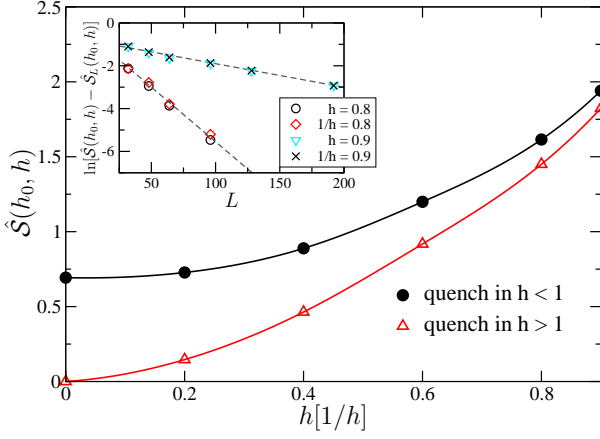 2.5
2
1.5
1
0.5
0
0 0.2 0.4 0.6 0.8
h[1/h]
Ŝ(h₀, h)
quench in h < 1
quench in h > 1
0
-2
-4
-6
50 100 150 200
L
ln[Ŝ(h₀, h) − Ŝ_L(h₀, h)]
h = 0.8
1/h = 0.8
h = 0.9
1/h = 0.9